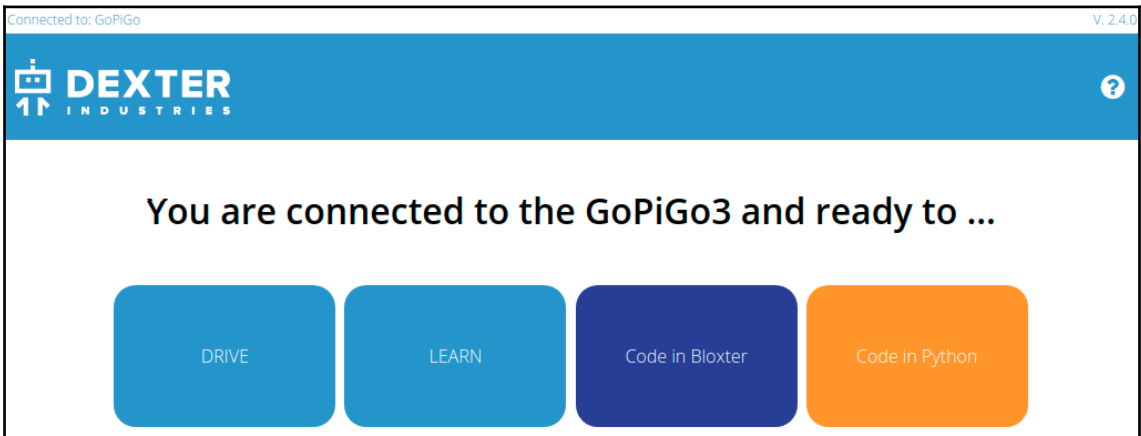 Connected to: GoPiGo
V. 2.4.0
DEXTER
INDUSTRIES
?
You are connected to the GoPiGo3 and ready to ...
DRIVE
LEARN
Code in Bloxter
Code in Python